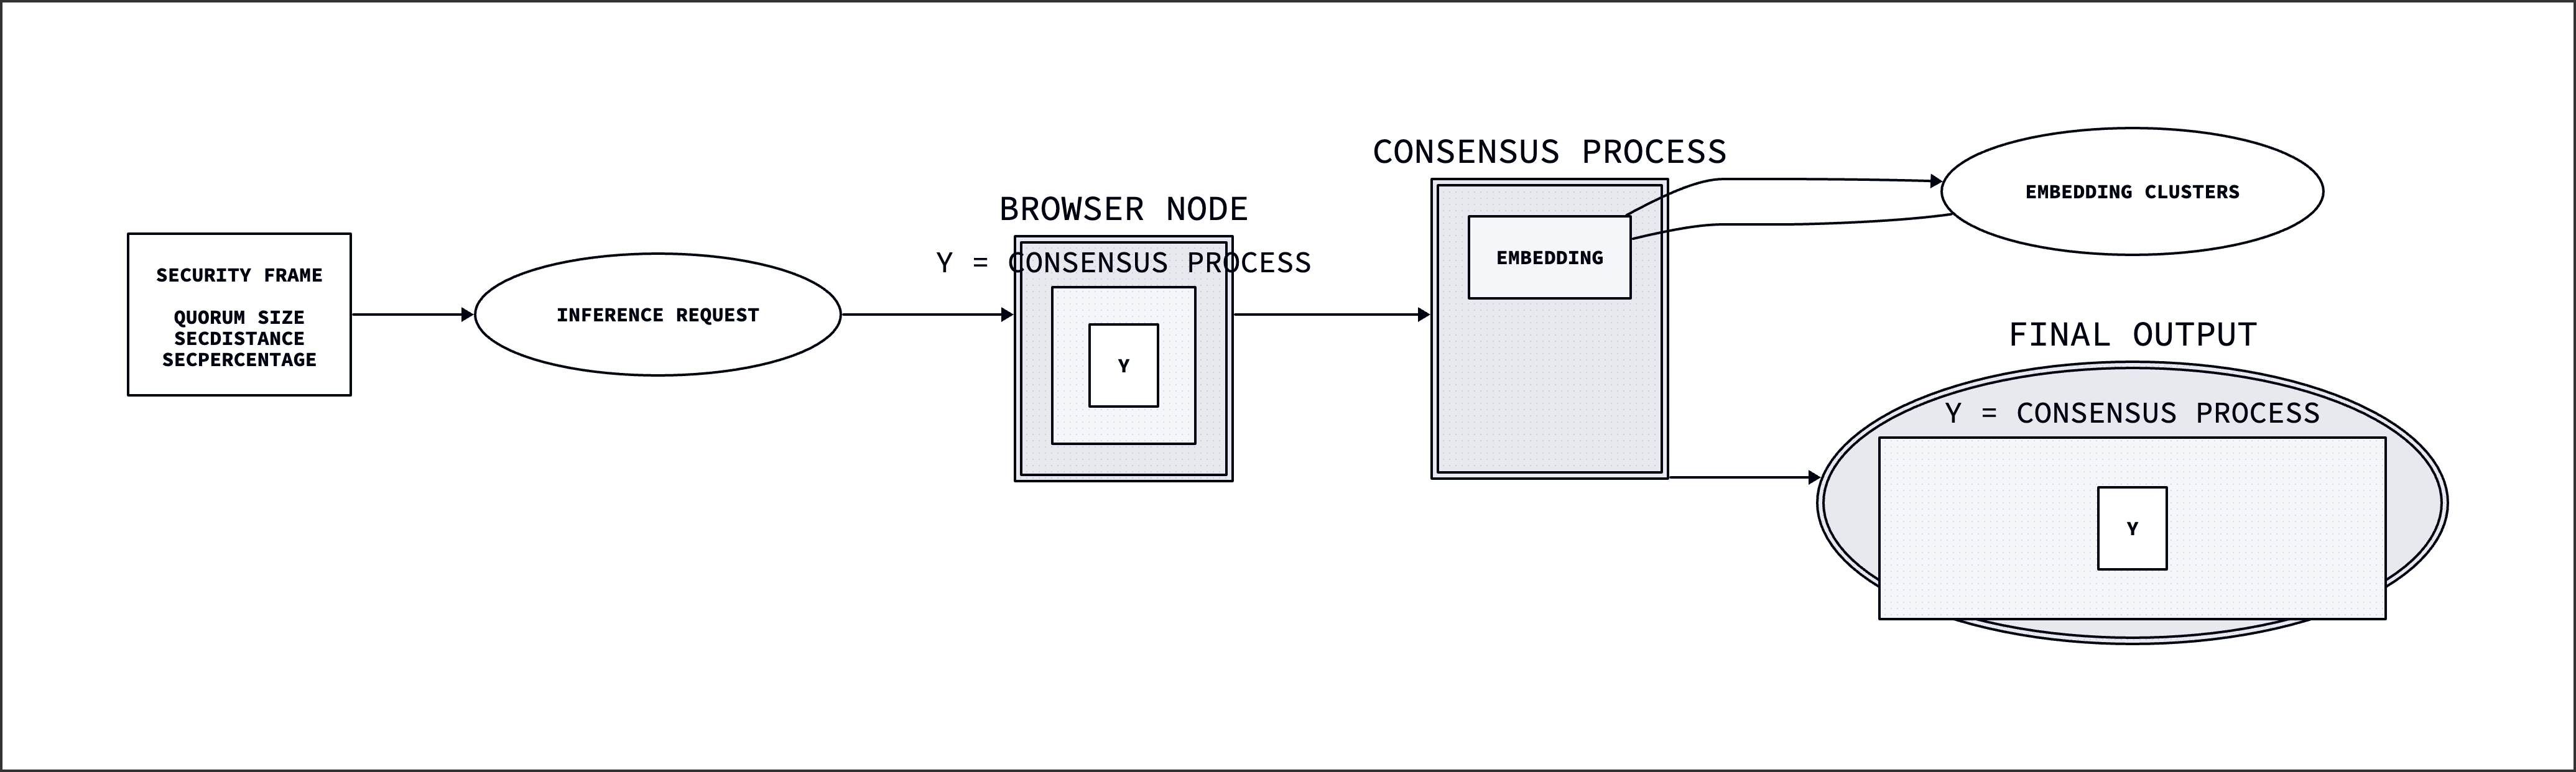 SECURITY FRAME
QUORUM SIZE
SECDISTANCE
SECPERCENTAGE
INFERENCE REQUEST
BROWSER NODE
Y = CONSENSUS PROCESS
Y
CONSENSUS PROCESS
EMBEDDING
EMBEDDING CLUSTERS
FINAL OUTPUT
Y = CONSENSUS PROCESS
Y